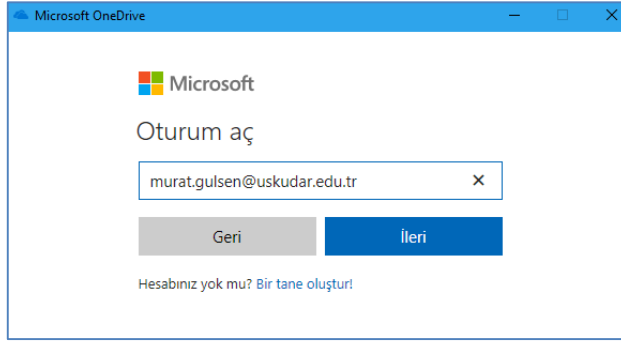 Microsoft OneDrive
Microsoft
Oturum aç
murat.gulsen@uskudar.edu.tr
Geri İleri
Hesabınız yok mu? Bir tane oluştur!